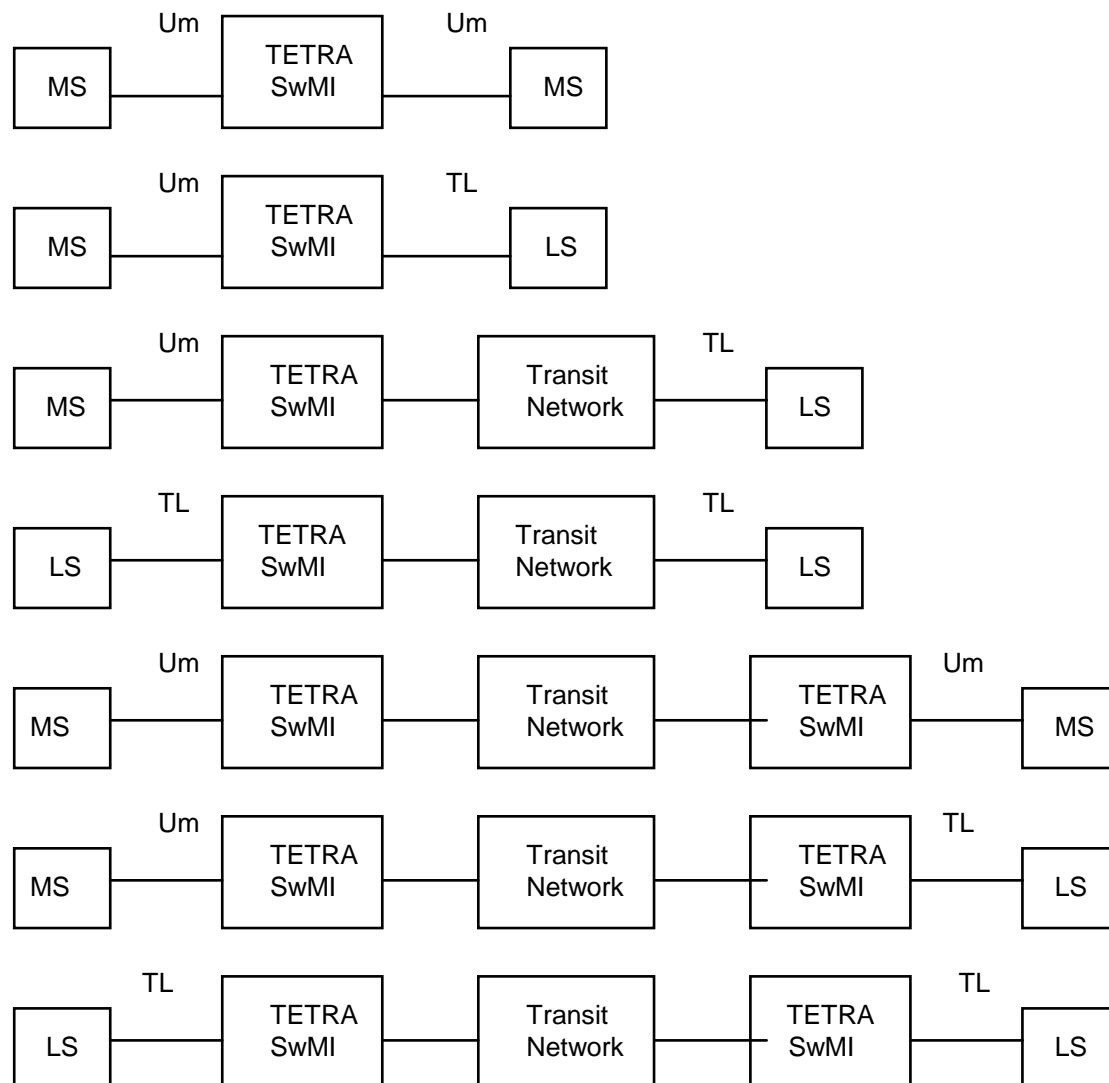 Um Um
MS TETRA SwMI MS
Um TL
MS TETRA SwMI LS
Um TL
MS TETRA SwMI Transit Network LS
TL TL
LS TETRA SwMI Transit Network LS
Um Um
MS TETRA SwMI Transit Network TETRA SwMI MS
Um TL
MS TETRA SwMI Transit Network TETRA SwMI LS
TL TL
LS TETRA SwMI Transit Network TETRA SwMI LS